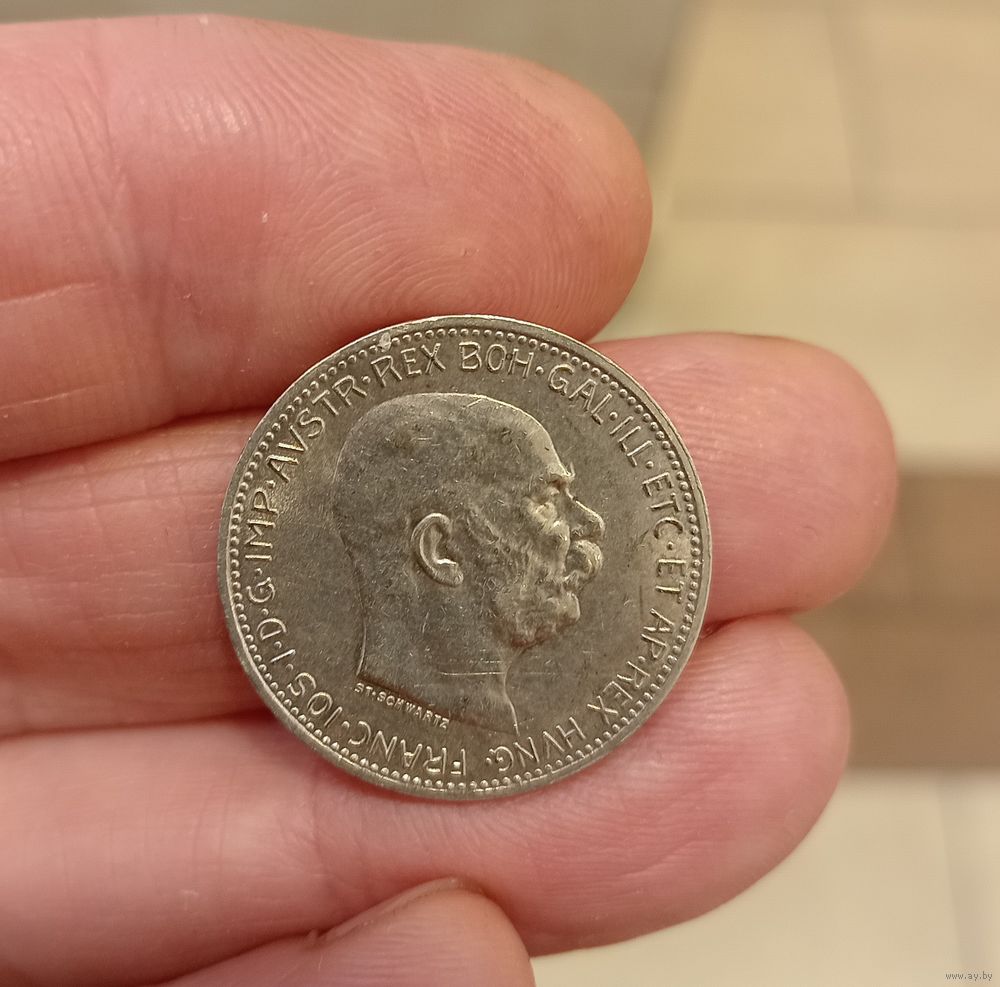 FRANC·IOS·I·D·G·IMP·AVSTR·REX BOH·GAL·ILL·ETC·ET AP·REX HVNG·
ST·SCHWARTZ
www.ay.by